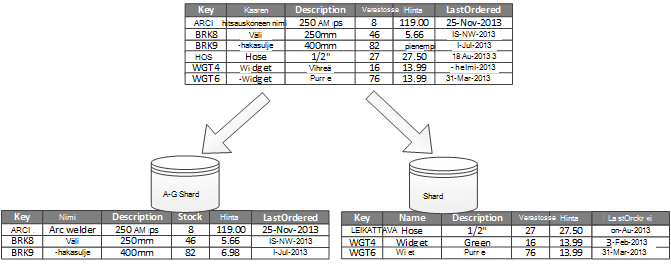 Key Kaaren Description Varastossa Hinta LastOrdered
ARCI hitsauskoneen nimi 250 AM ips 8 119.00 25-Nov-2013
BRK8 Väli 250mm 46 5.66 IS-NW-2013
BRK9 -hakasulje 400mm 82 pienempi I-Jul-2013
HOS Hose 1/2" 27 27.50 18 Au-2013 3
WGT4 Widget Vihreä 16 13.99 - helmi-2013
WGT6 -Widget Purr e 76 13.99 31-Mar-2013
A-G Shard
Shard
Key Nimi Description Stock Hinta LastOrdered
ARCI Arc welder 250 AM ips 8 119.00 25-Nov-2013
BRK8 Väli 250mm 46 5.66 IS-NW-2013
BRK9 -hakasulje 400mm 82 6.98 I-Jul-2013
Key Name Description Varastossa Hinta
LEIKATTAVA Hose 1/2" 27 27.50 on-Au-2013
WGT4 Widget Green 16 13.99 3-Feb-2013
WGT6 Wi et Purr e 76 13.99 31-Mar-2013